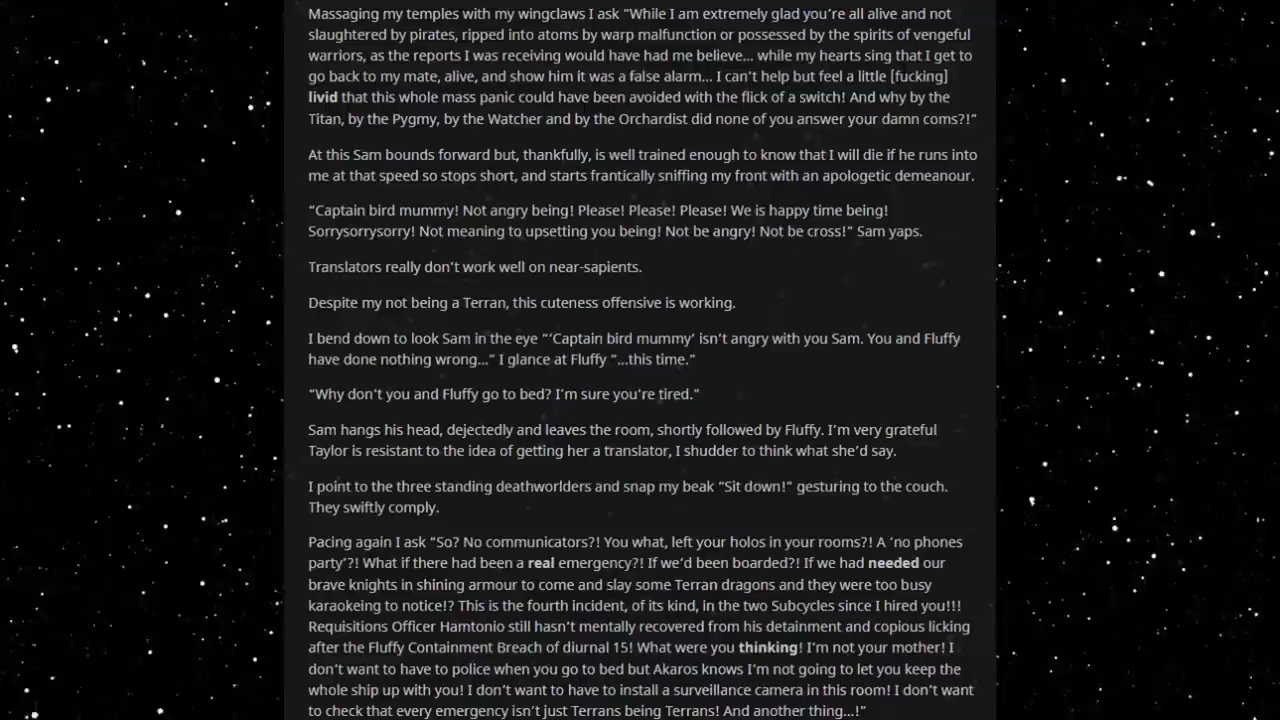 Massaging my temples with my wingclaws I ask “While I am extremely glad you’re all alive and not
slaughtered by pirates, ripped into atoms by warp malfunction or possessed by the spirits of vengeful
warriors, as the reports I was receiving would have had me believe... while my hearts sing that I get to
go back to my mate, alive, and show him it was a false alarm... I can’t help but feel a little [fucking]
livid that this whole mass panic could have been avoided with the flick of a switch! And why by the
Titan, by the Pygmy, by the Watcher and by the Orchardist did none of you answer your damn coms?!”
At this Sam bounds forward but, thankfully, is well trained enough to know that I will die if he runs into
me at that speed so stops short, and starts frantically sniffing my front with an apologetic demeanour.
“Captain bird mummy! Not angry being! Please! Please! Please! We is happy time being!
Sorrysorrysorry! Not meaning to upsetting you being! Not be angry! Not be cross!” Sam yaps.
Translators really don’t work well on near-sapients.
Despite my not being a Terran, this cuteness offensive is working.
I bend down to look Sam in the eye “‘Captain bird mummy’ isn’t angry with you Sam. You and Fluffy
have done nothing wrong...” I glance at Fluffy “...this time.”
“Why don’t you and Fluffy go to bed? I’m sure you’re tired.”
Sam hangs his head, dejectedly and leaves the room, shortly followed by Fluffy. I’m very grateful
Taylor is resistant to the idea of getting her a translator, I shudder to think what she’d say.
I point to the three standing deathworlders and snap my beak “Sit down!” gesturing to the couch.
They swiftly comply.
Pacing again I ask “So? No communicators?! You what, left your holos in your rooms?! A ‘no phones
party’?! What if there had been a real emergency?! If we’d been boarded?! If we had needed our
brave knights in shining armour to come and slay some Terran dragons and they were too busy
karaokeing to notice!? This is the fourth incident, of its kind, in the two Subcycles since I hired you!!!
Requisitions Officer Hamtonio still hasn’t mentally recovered from his detainment and copious licking
after the Fluffy Containment Breach of diurnal 15! What were you thinking! I’m not your mother! I
don’t want to have to police when you go to bed but Akaros knows I’m not going to let you keep the
whole ship up with you! I don’t want to have to install a surveillance camera in this room! I don’t want
to check that every emergency isn’t just Terrans being Terrans! And another thing...!”